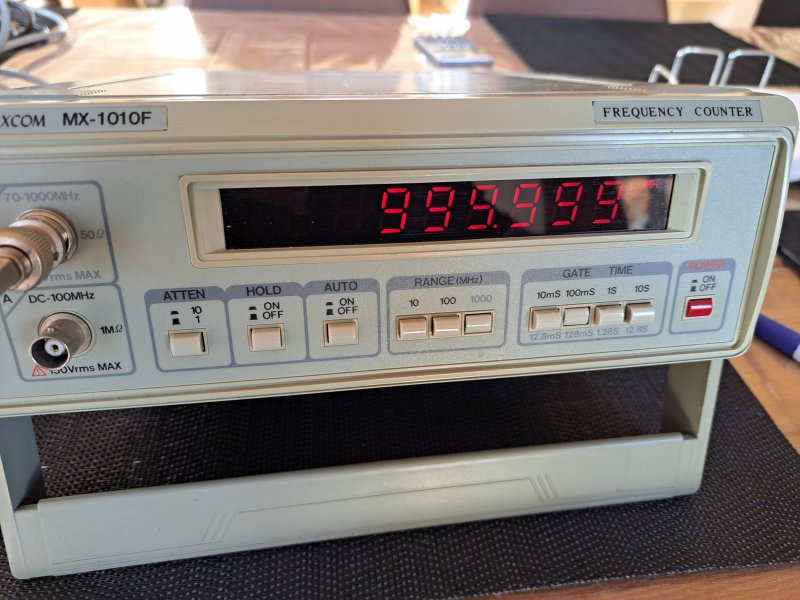 XCOM MX-1010F
FREQUENCY COUNTER
999.999
MHz
70-1000MHz
50Ω
Vrms MAX
A DC-100MHz
1MΩ
150Vrms MAX
ATTEN
10
1
HOLD
ON
OFF
AUTO
ON
OFF
RANGE(MHz)
10 100 1000
GATE TIME
10mS 100mS 1S 10S
12.8mS 128mS 1.28S 12.8S
POWER
ON
OFF